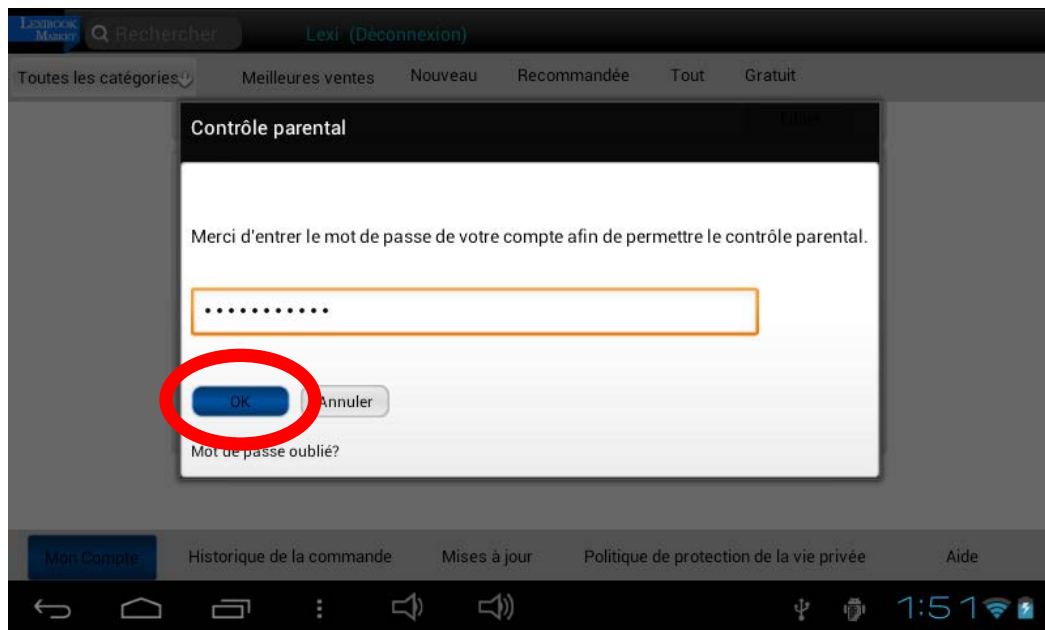 LEXIBOOK MARKET Rechercher Lexi (Déconnexion)
Toutes les catégories Meilleures ventes Nouveau Recommandée Tout Gratuit
Contrôle parental
Merci d'entrer le mot de passe de votre compte afin de permettre le contrôle parental.
•••••••••••
OK Annuler
Mot de passe oublié?
Mon Compte Historique de la commande Mises à jour Politique de protection de la vie privée Aide
1:51